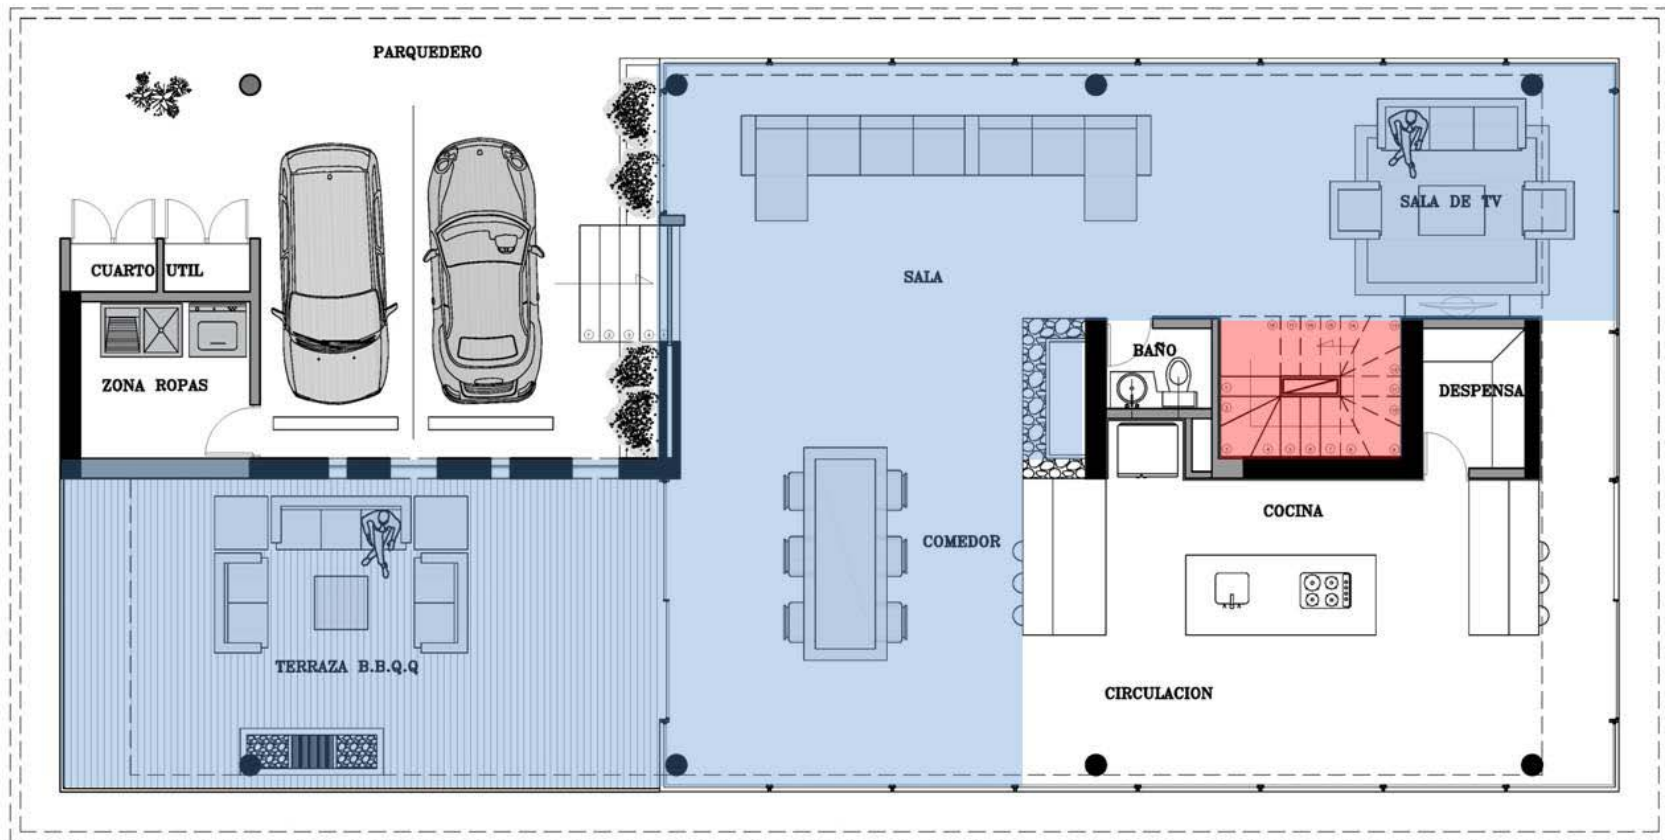 PARQUEDERO
SALA DE TV
CUARTO UTIL
SALA
BAÑO
ZONA ROPAS
DESPENSA
COCINA
COMEDOR
TERRAZA B.B.Q.Q
CIRCULACION